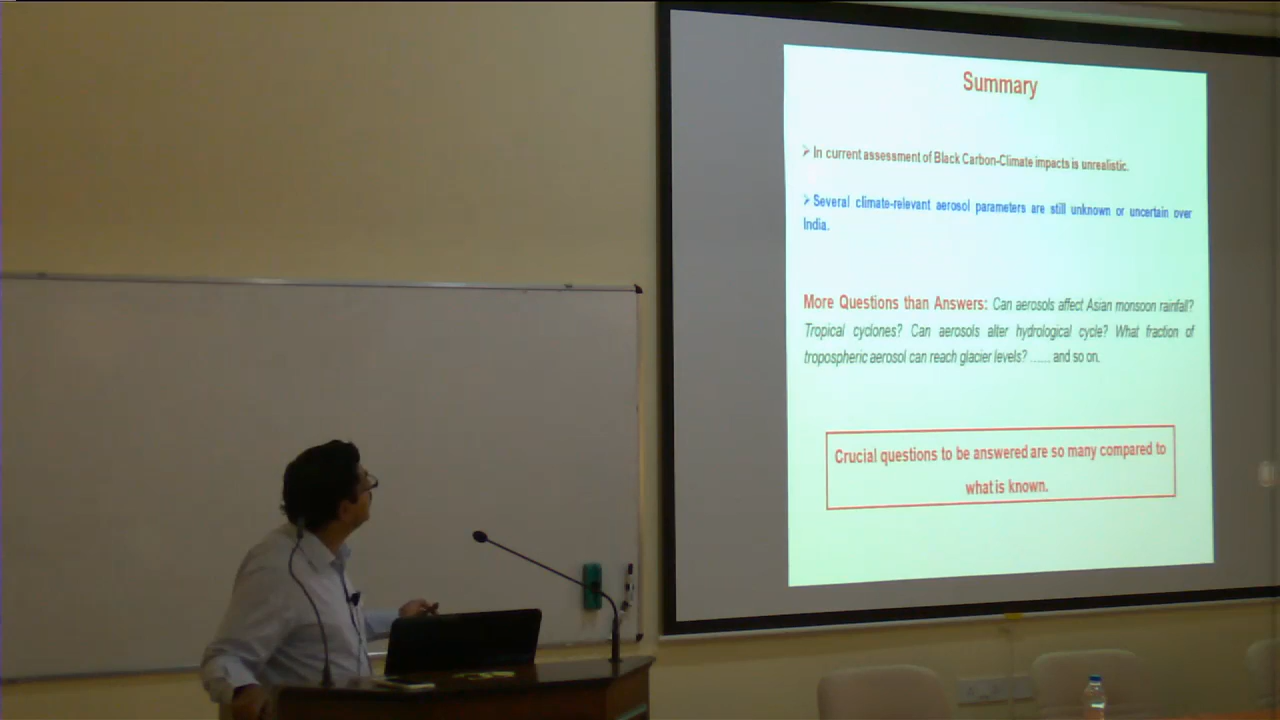 Summary
➢ In current assessment of Black Carbon-Climate impacts is unrealistic.
➢ Several climate-relevant aerosol parameters are still unknown or uncertain over
India.
More Questions than Answers: Can aerosols affect Asian monsoon rainfall?
Tropical cyclones? Can aerosols alter hydrological cycle? What fraction of
tropospheric aerosol can reach glacier levels? ...... and so on.
Crucial questions to be answered are so many compared to
what is known.